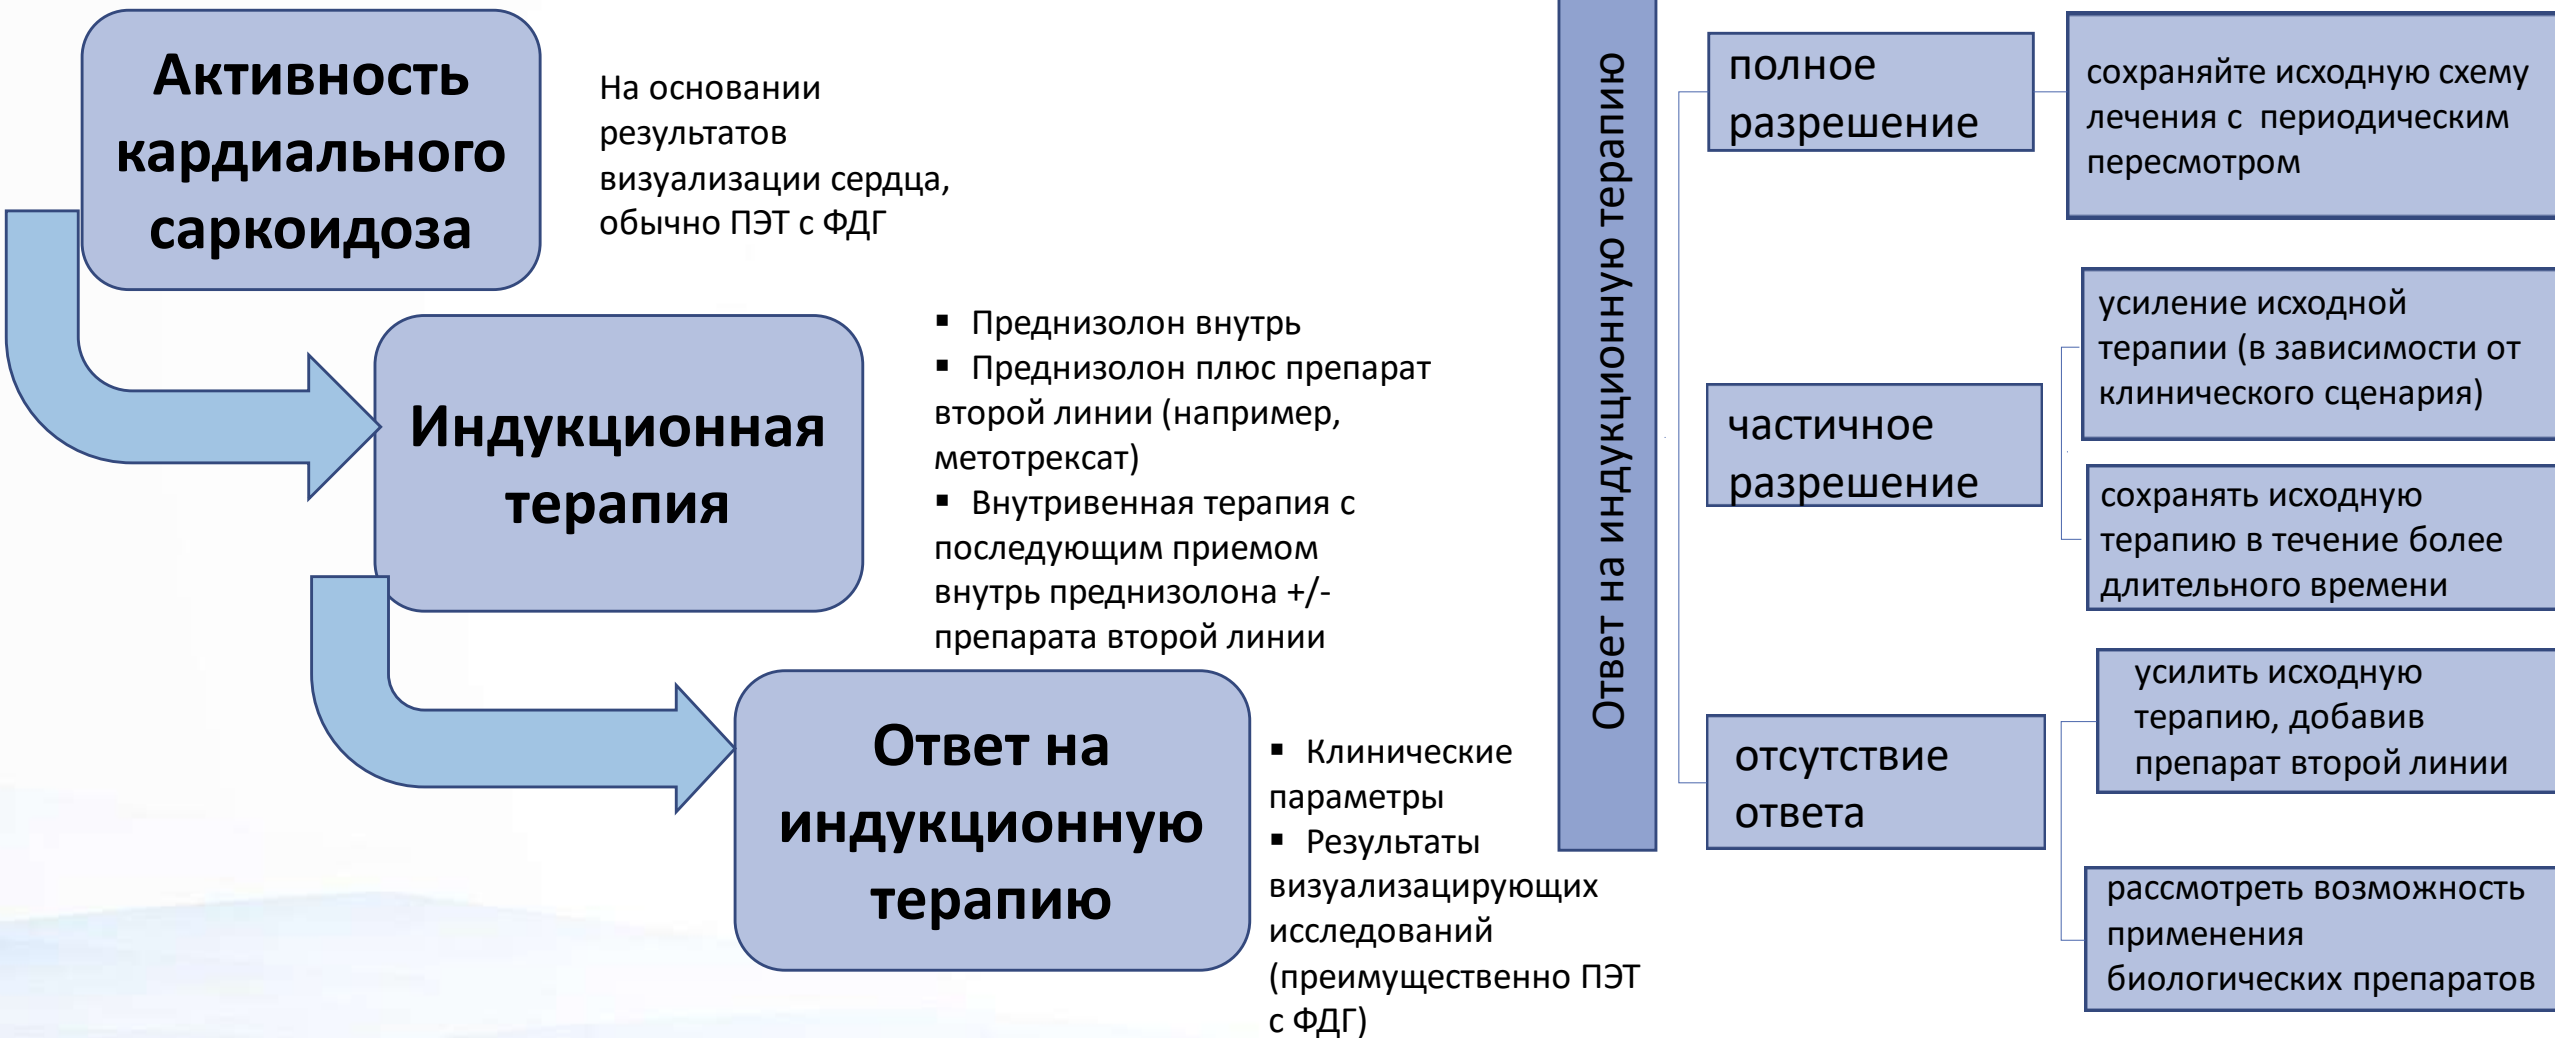 Активность
кардиального
саркоидоза
На основании
результатов
визуализации сердца,
обычно ПЭТ с ФДГ
Индукционная
терапия
▪ Преднизолон внутрь
▪ Преднизолон плюс препарат
второй линии (например,
метотрексат)
▪ Внутривенная терапия с
последующим приемом
внутрь преднизолона +/-
препарата второй линии
Ответ на
индукционную
терапию
▪ Клинические
параметры
▪ Результаты
визуализацирующих
исследований
(преимущественно ПЭТ
с ФДГ)
Ответ на индукционную терапию
полное
разрешение
сохраняйте исходную схему
лечения с периодическим
пересмотром
частичное
разрешение
усиление исходной
терапии (в зависимости от
клинического сценария)
сохранять исходную
терапию в течение более
длительного времени
отсутствие
ответа
усилить исходную
терапию, добавив
препарат второй линии
рассмотреть возможность
применения
биологических препаратов